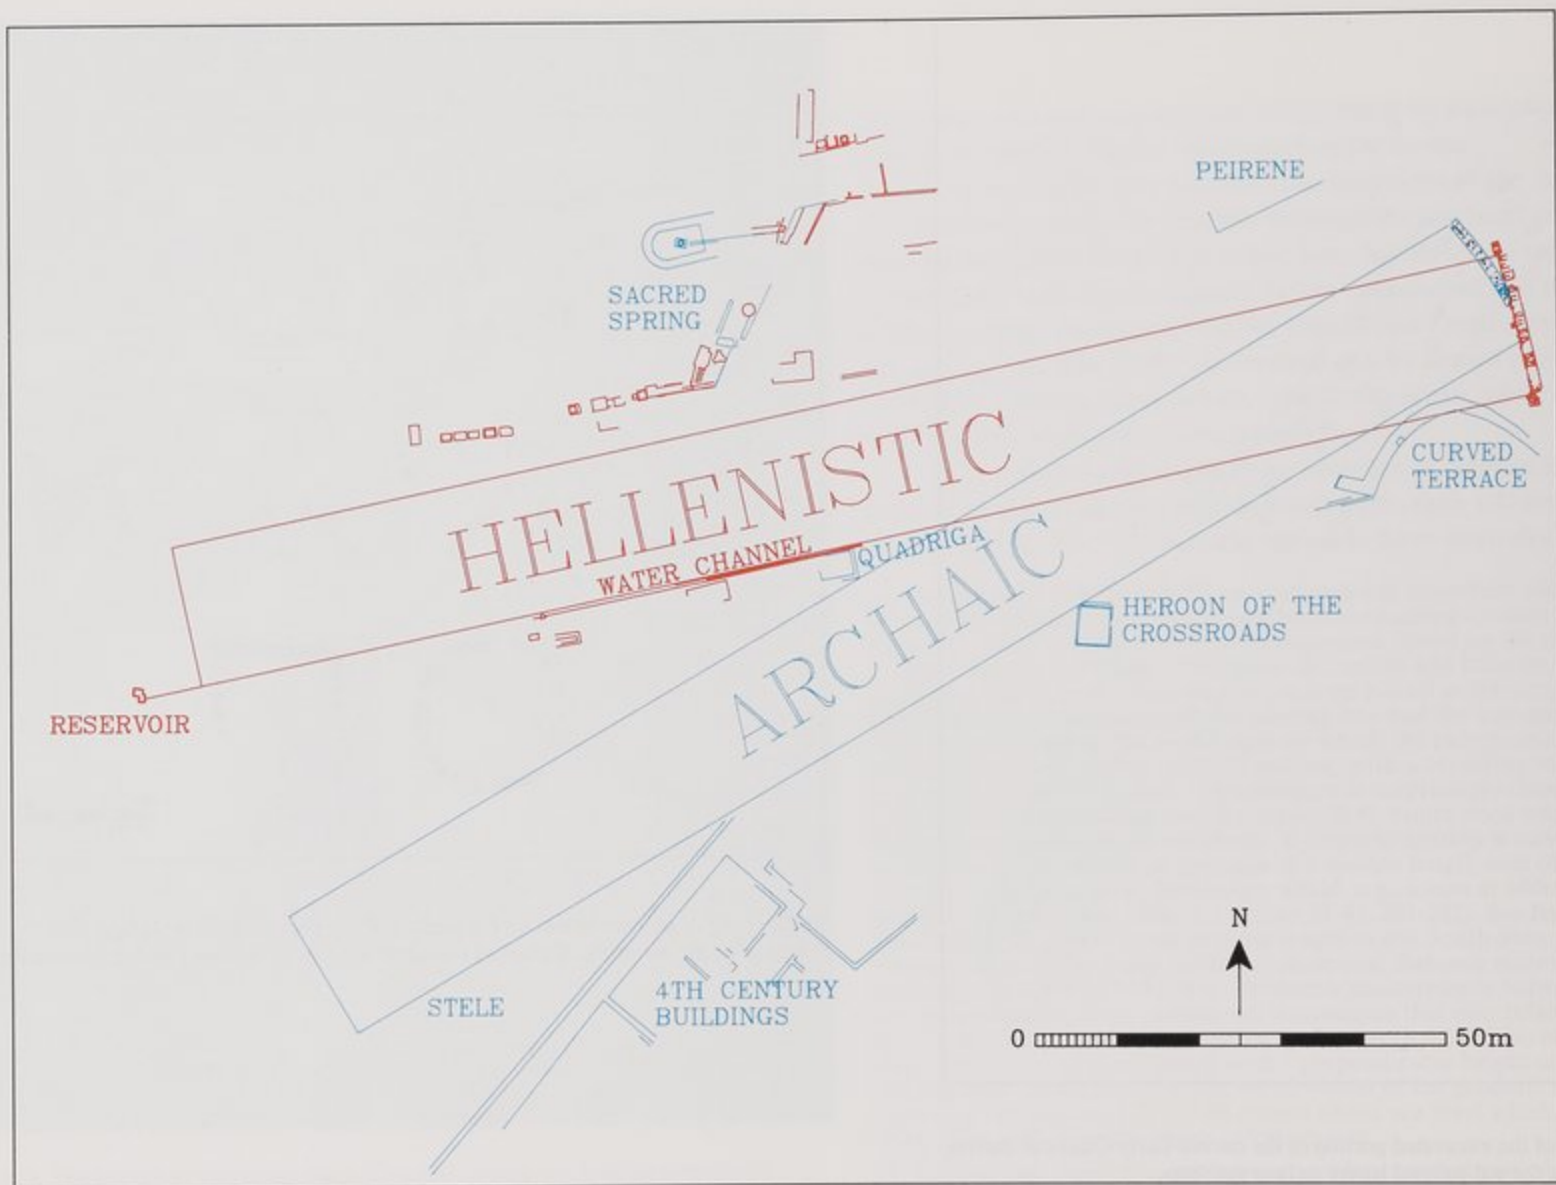 PEIRENE
SACRED
SPRING
HELLENISTIC
CURVED
TERRACE
WATER CHANNEL
QUADRIGA
ARCHAIC
HEROON OF THE
CROSSROADS
RESERVOIR
N
STELE
4TH CENTURY
BUILDINGS
0
50m